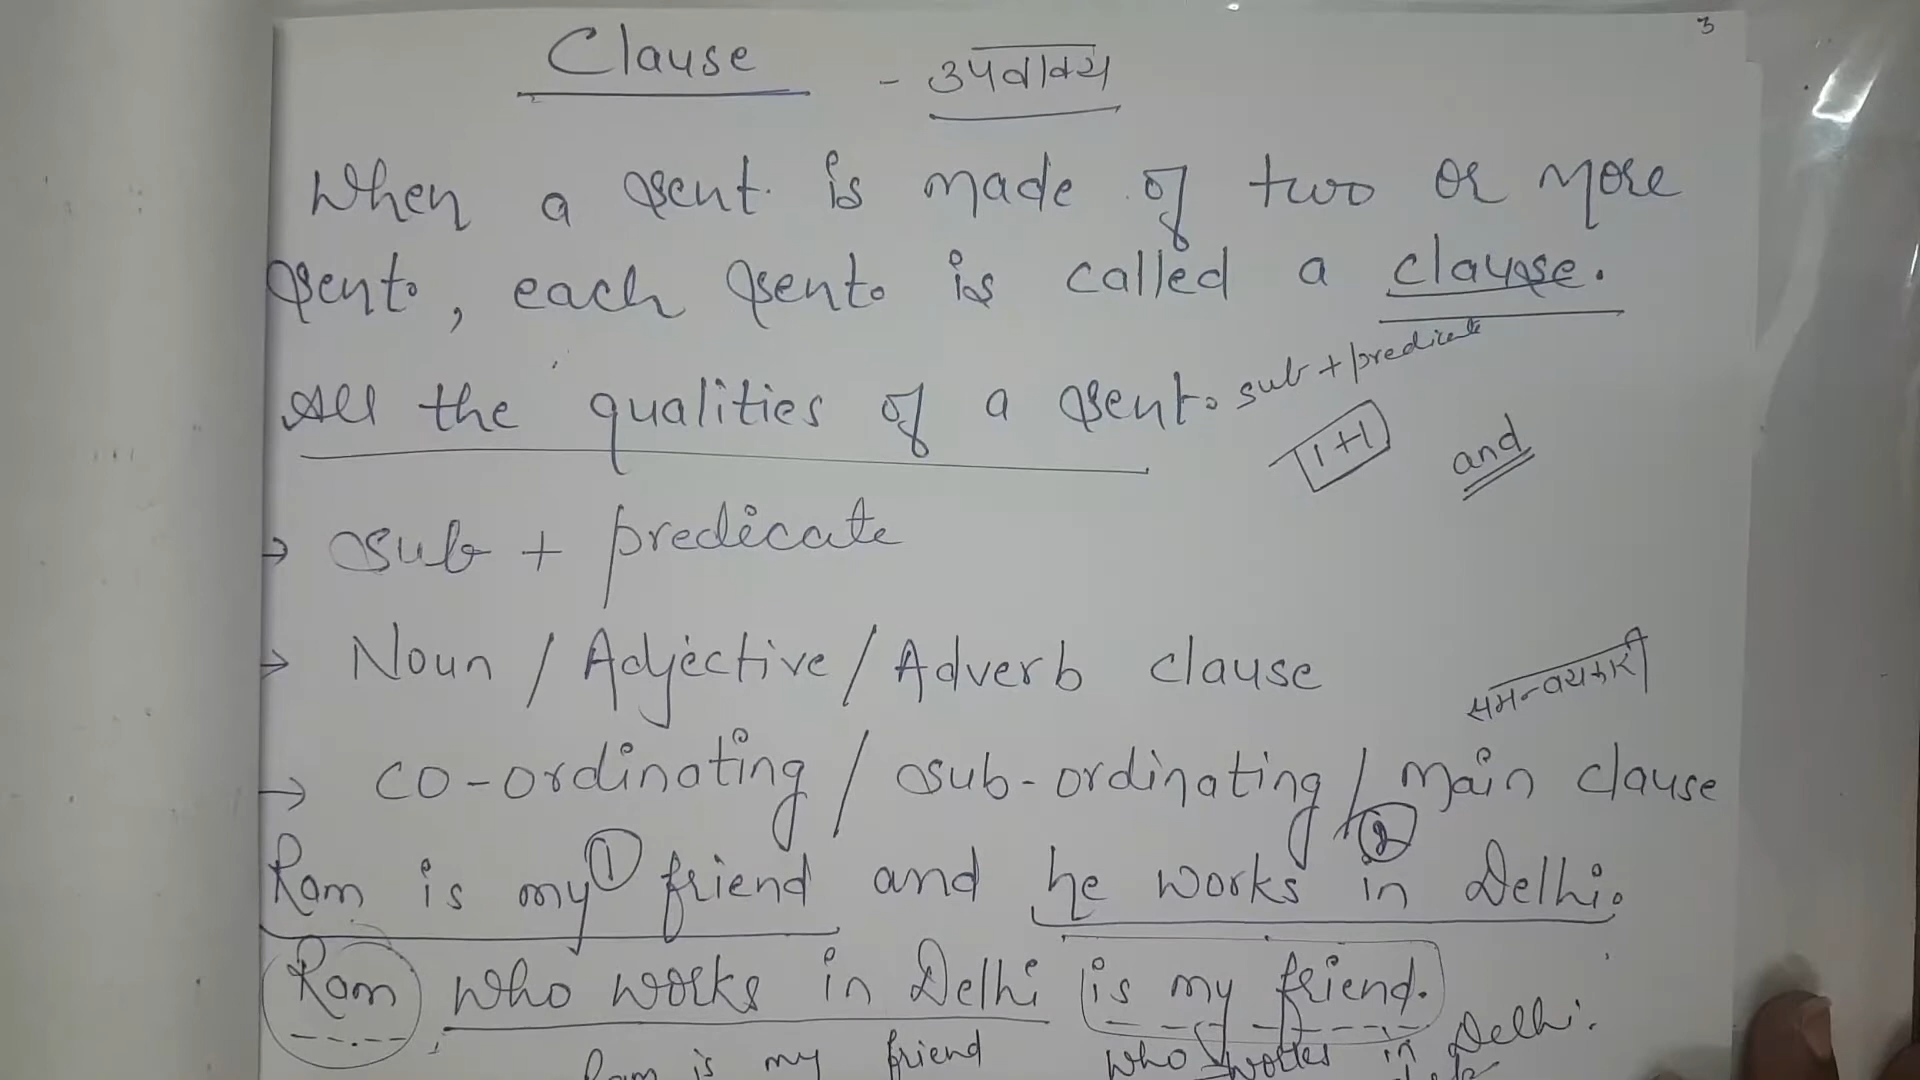 3
Clause - उपवाक्य
When a sent. is made of two or more
sent., each sent. is called a clause.
All the qualities of a sent. sub + predicate
1+1 and
→ sub + predicate
→ Noun / Adjective / Adverb clause
समन्वयकारी
→ co-ordinating / sub-ordinating / main clause
1 2
Ram is my friend and he works in Delhi.
Ram who works in Delhi is my friend.
Ram is my friend who works in Delhi.